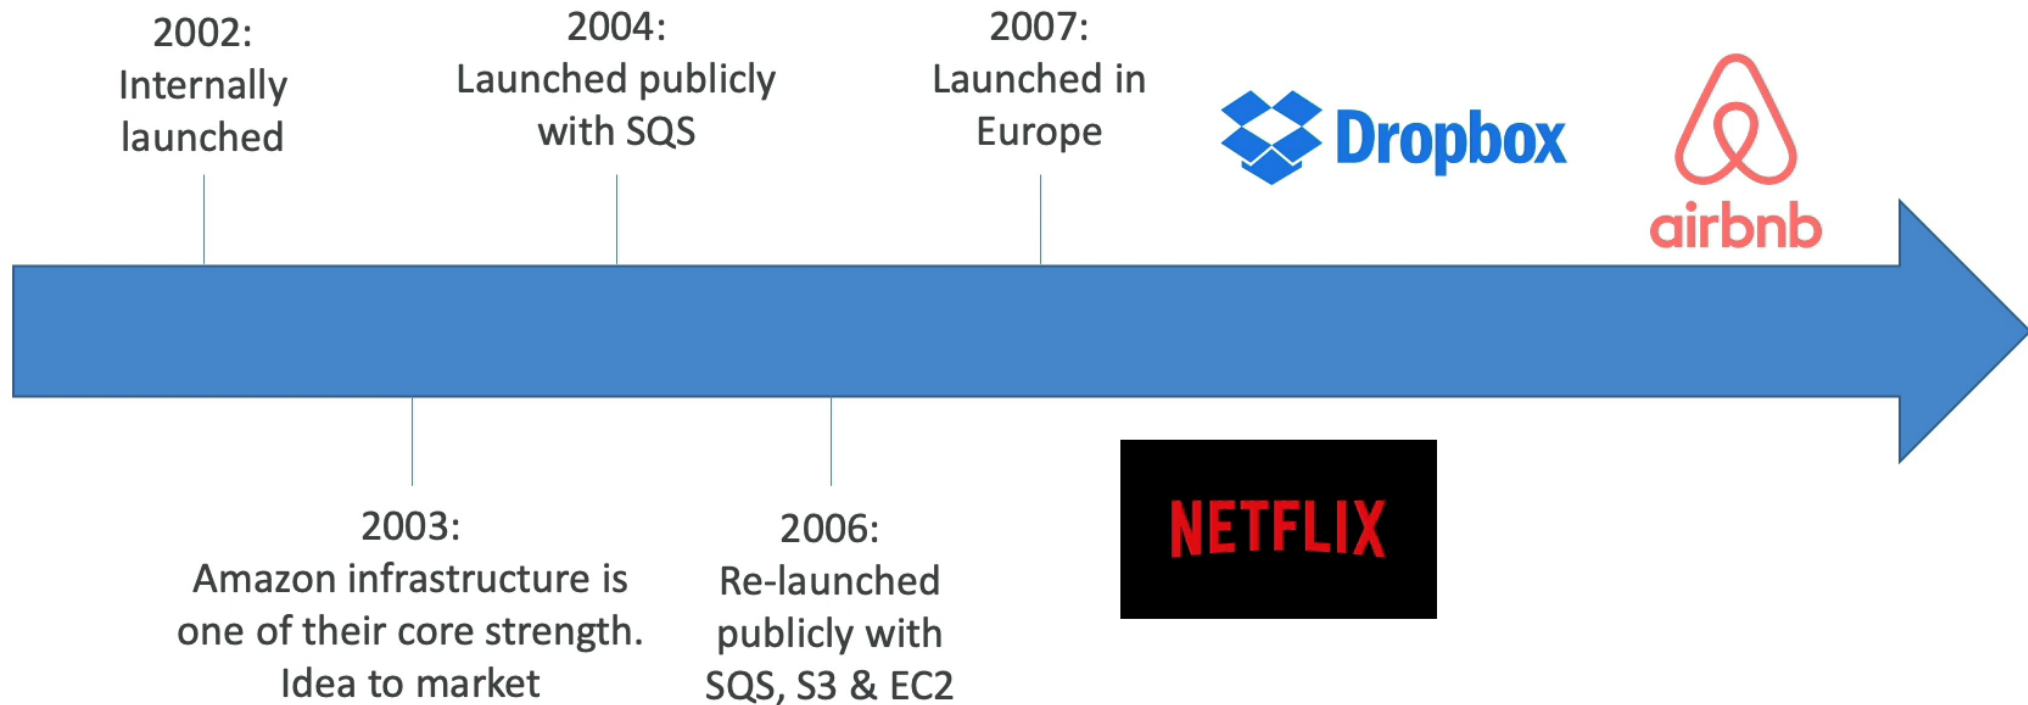 2002:
Internally
launched
2004:
Launched publicly
with SQS
2007:
Launched in
Europe
Dropbox
airbnb
2003:
Amazon infrastructure is
one of their core strength.
Idea to market
2006:
Re-launched
publicly with
SQS, S3 & EC2
NETFLIX